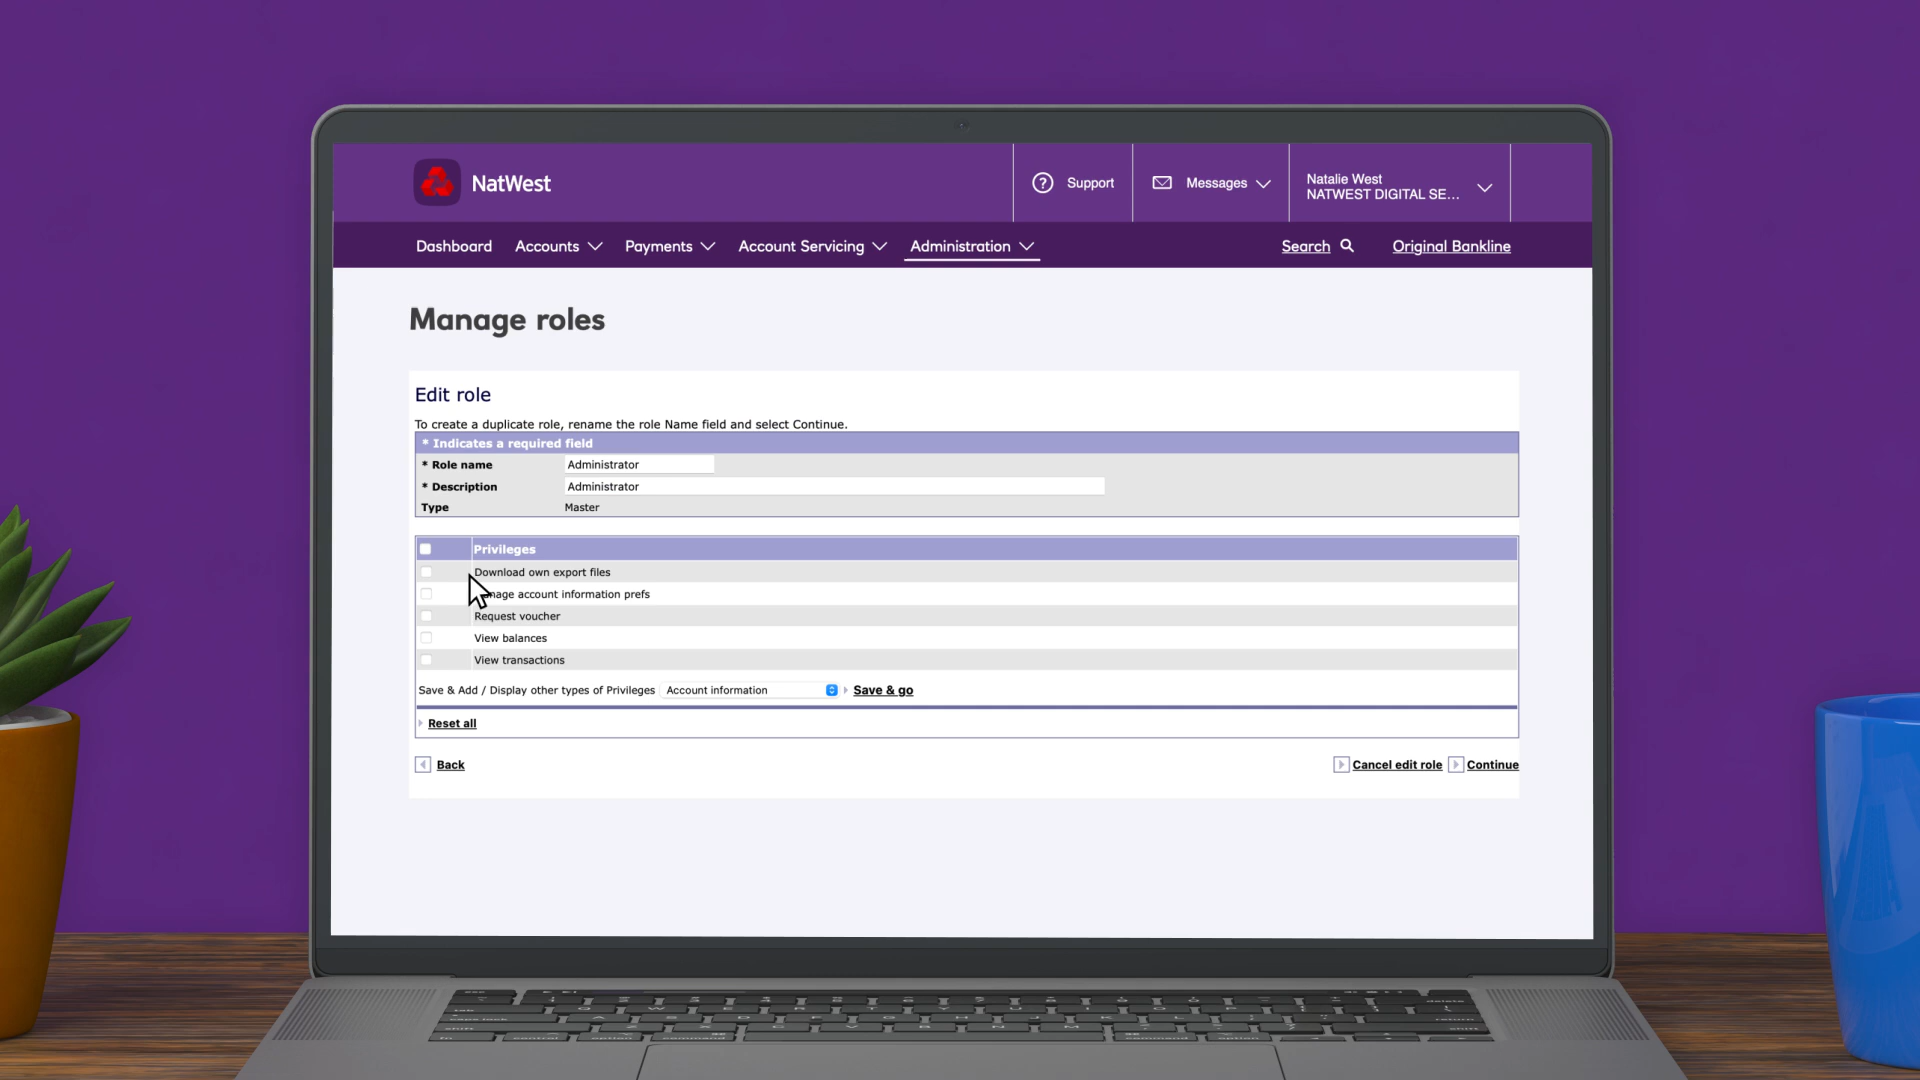 NatWest
Support
Messages
Natalie West
NATWEST DIGITAL SE...
Dashboard Accounts Payments Account Servicing Administration Search Original Bankline
Manage roles
Edit role
To create a duplicate role, rename the role Name field and select Continue.
* Indicates a required field
* Role name Administrator
* Description Administrator
Type Master
Privileges
Download own export files
nage account information prefs
Request voucher
View balances
View transactions
Save & Add / Display other types of Privileges Account information Save & go
Reset all
Back Cancel edit role Continue